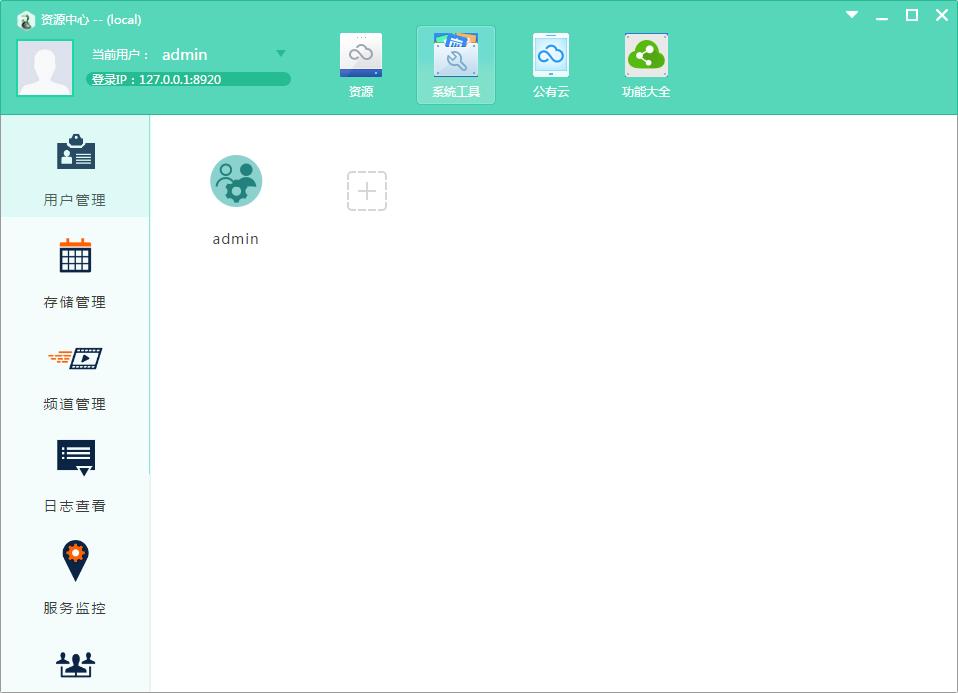 资源中心 -- (local)
当前用户： admin
登录IP：127.0.0.1:8920
资源
系统工具
公有云
功能大全
用户管理
存储管理
频道管理
日志查看
服务监控
admin